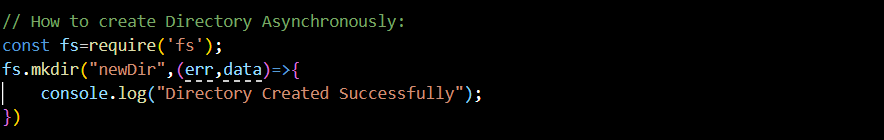 // How to create Directory Asynchronously:
const fs=require('fs');
fs.mkdir("newDir",(err,data)=>{
    console.log("Directory Created Successfully");
})